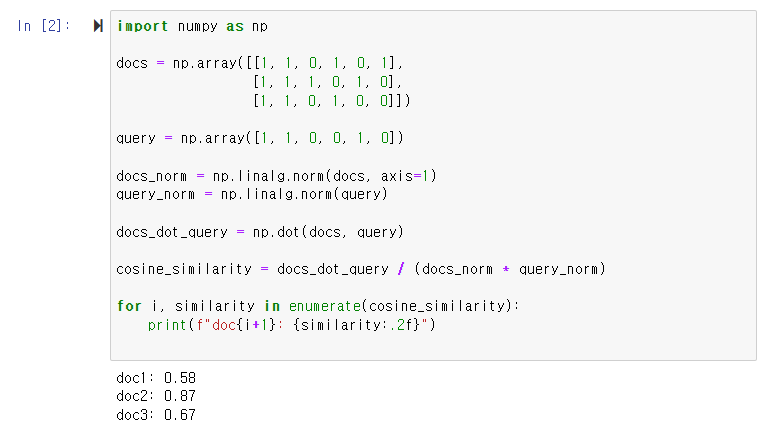 In [2]:
import numpy as np
docs = np.array([[1, 1, 0, 1, 0, 1],
                 [1, 1, 1, 0, 1, 0],
                 [1, 1, 0, 1, 0, 0]])
query = np.array([1, 1, 0, 0, 1, 0])
docs_norm = np.linalg.norm(docs, axis=1)
query_norm = np.linalg.norm(query)
docs_dot_query = np.dot(docs, query)
cosine_similarity = docs_dot_query / (docs_norm * query_norm)
for i, similarity in enumerate(cosine_similarity):
    print(f"doc{i+1}: {similarity:.2f}")
doc1: 0.58
doc2: 0.87
doc3: 0.67